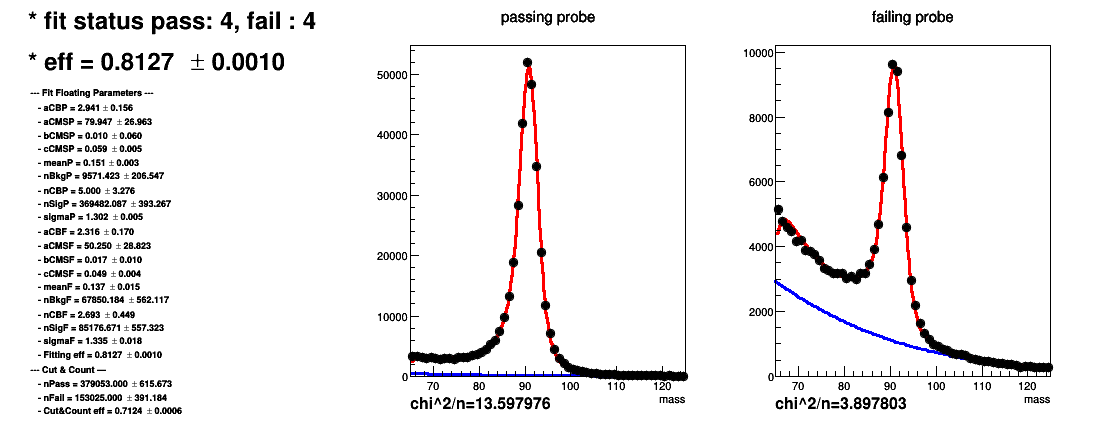 * fit status pass: 4, fail : 4
* eff = 0.8127 ± 0.0010
--- Fit Floating Parameters ---
- aCBP = 2.941 ± 0.156
- aCMSP = 79.947 ± 26.963
- bCMSP = 0.010 ± 0.060
- cCMSP = 0.059 ± 0.005
- meanP = 0.151 ± 0.003
- nBkgP = 9571.423 ± 206.547
- nCBP = 5.000 ± 3.276
- nSigP = 369482.087 ± 393.267
- sigmaP = 1.302 ± 0.005
- aCBF = 2.316 ± 0.170
- aCMSF = 50.250 ± 28.823
- bCMSF = 0.017 ± 0.010
- cCMSF = 0.049 ± 0.004
- meanF = 0.137 ± 0.015
- nBkgF = 67850.184 ± 562.117
- nCBF = 2.693 ± 0.449
- nSigF = 85176.671 ± 557.323
- sigmaF = 1.335 ± 0.018
- Fitting eff = 0.8127 ± 0.0010
--- Cut & Count ---
- nPass = 379053.000 ± 615.673
- nFail = 153025.000 ± 391.184
- Cut&Count eff = 0.7124 ± 0.0006
passing probe
50000
40000
30000
20000
10000
0
70 80 90 100 110 120
mass
chi^2/n=13.597976
failing probe
10000
8000
6000
4000
2000
0
70 80 90 100 110 120
mass
chi^2/n=3.897803